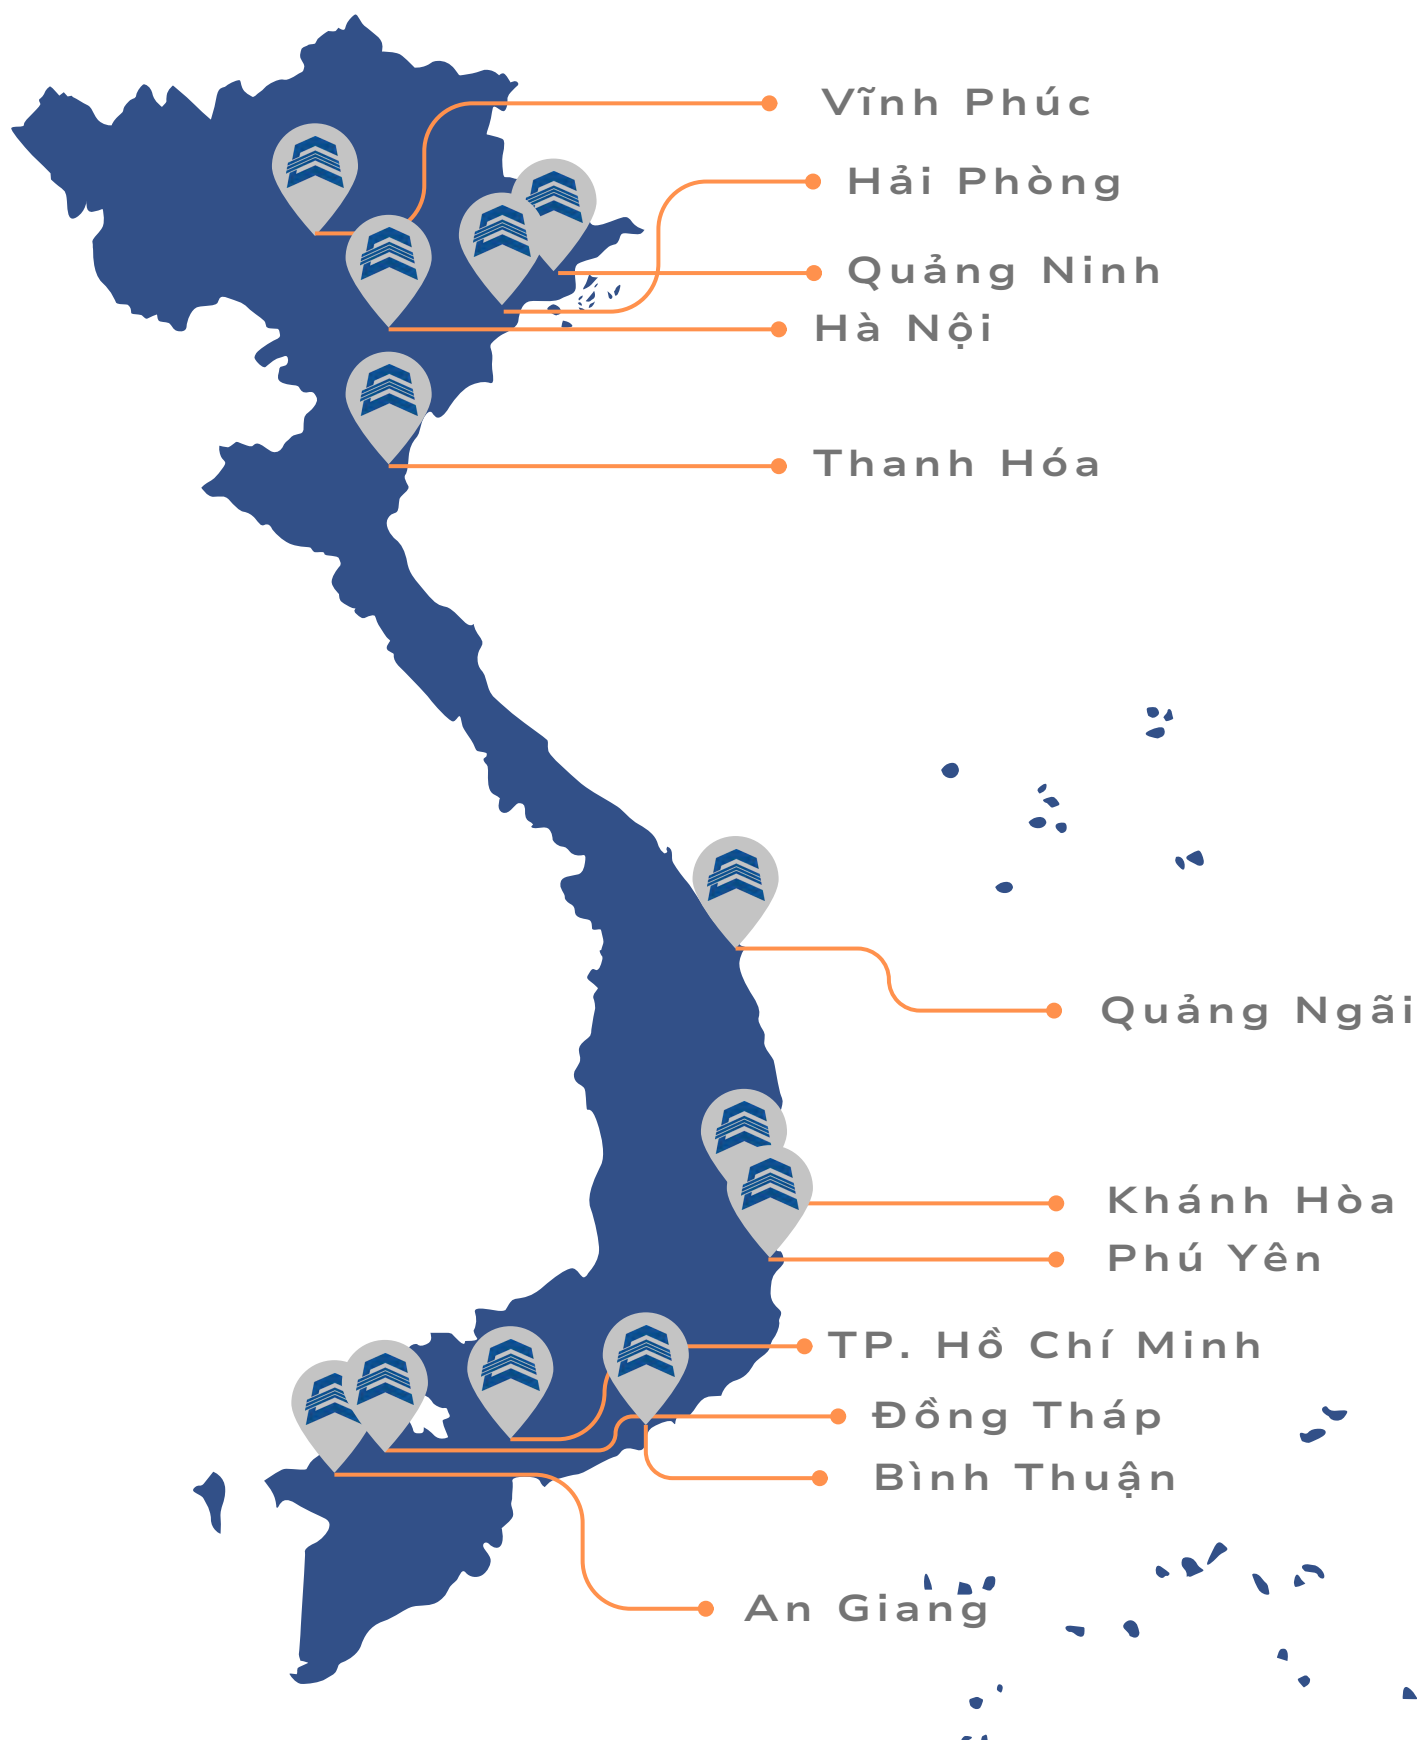 Vĩnh Phúc
Hải Phòng
Quảng Ninh
Hà Nội
Thanh Hóa
Quảng Ngãi
Khánh Hòa
Phú Yên
TP. Hồ Chí Minh
Đồng Tháp
Bình Thuận
An Giang